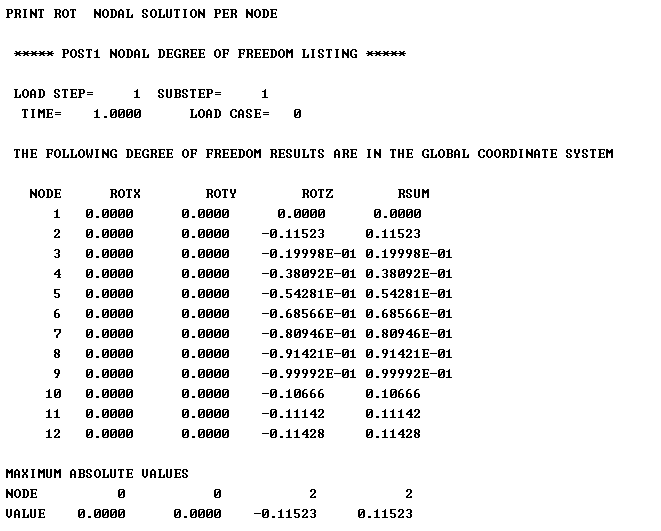 PRINT ROT  NODAL SOLUTION PER NODE
***** POST1 NODAL DEGREE OF FREEDOM LISTING *****
LOAD STEP=     1  SUBSTEP=     1
TIME=    1.0000      LOAD CASE=   0
THE FOLLOWING DEGREE OF FREEDOM RESULTS ARE IN THE GLOBAL COORDINATE SYSTEM
NODE      ROTX        ROTY        ROTZ        RSUM
1   0.0000      0.0000      0.0000      0.0000
2   0.0000      0.0000    -0.11523     0.11523
3   0.0000      0.0000    -0.19998E-01 0.19998E-01
4   0.0000      0.0000    -0.38092E-01 0.38092E-01
5   0.0000      0.0000    -0.54281E-01 0.54281E-01
6   0.0000      0.0000    -0.68566E-01 0.68566E-01
7   0.0000      0.0000    -0.80946E-01 0.80946E-01
8   0.0000      0.0000    -0.91421E-01 0.91421E-01
9   0.0000      0.0000    -0.99992E-01 0.99992E-01
10   0.0000      0.0000    -0.10666     0.10666
11   0.0000      0.0000    -0.11142     0.11142
12   0.0000      0.0000    -0.11428     0.11428
MAXIMUM ABSOLUTE VALUES
NODE          0           0           2           2
VALUE    0.0000      0.0000   -0.11523     0.11523